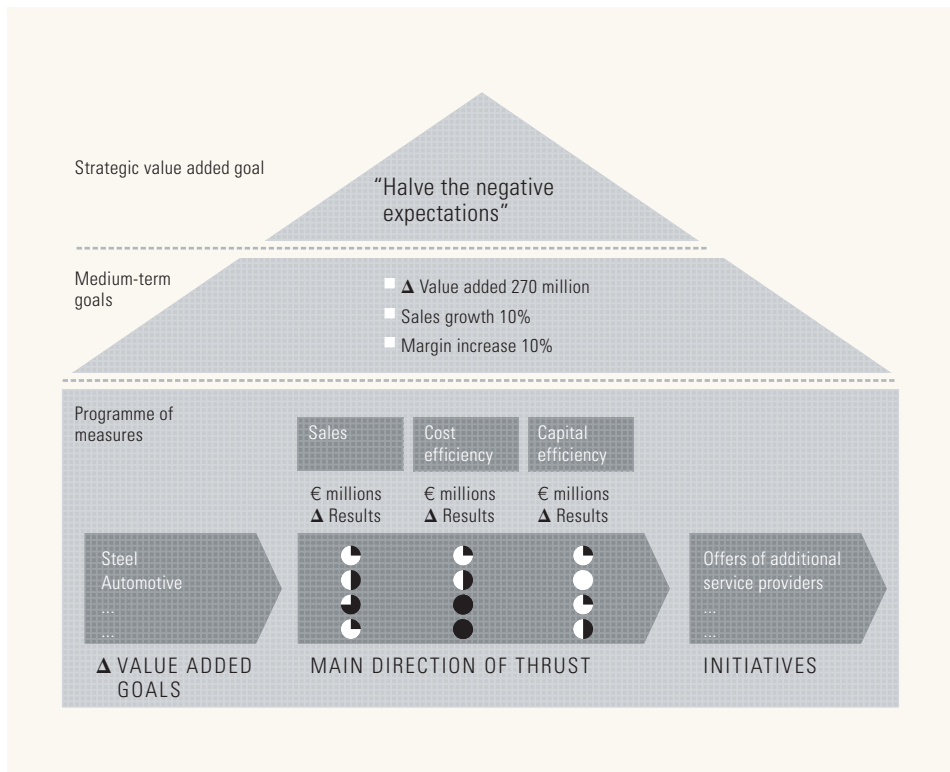 Strategic value added goal
“Halve the negative
expectations”
Medium-term
goals
Δ Value added 270 million
Sales growth 10%
Margin increase 10%
Programme of
measures
Sales
Cost
efficiency
Capital
efficiency
€ millions
Δ Results
€ millions
Δ Results
€ millions
Δ Results
Steel
Automotive
...
...
Offers of additional
service providers
...
...
Δ VALUE ADDED
GOALS
MAIN DIRECTION OF THRUST
INITIATIVES